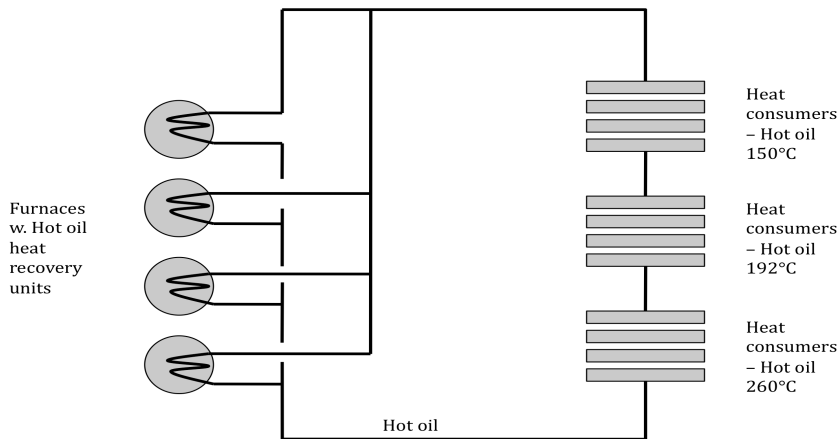 Furnaces
w. Hot oil
heat
recovery
units
Heat
consumers
– Hot oil
150°C
Heat
consumers
– Hot oil
192°C
Heat
consumers
– Hot oil
260°C
Hot oil